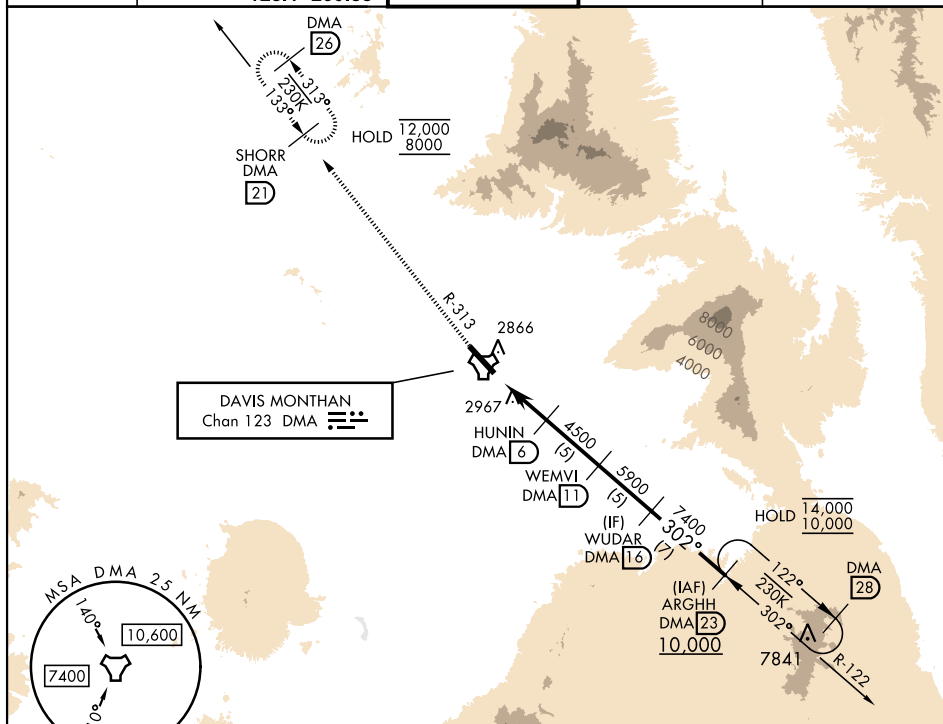 DMA
26
313°
230K
133°
HOLD 12,000
8000
SHORR
DMA
21
R-313
2866
8000
6000
4000
DAVIS MONTHAN
Chan 123 DMA
2967
HUNIN
DMA 6
4500
(5)
WEMVI
DMA 11
5900
(5)
(IF)
WUDAR
DMA 16
7400
302°
(7)
HOLD 14,000
10,000
122°
230K
302°
DMA
28
(IAF)
ARGHH
DMA 23
10,000
7841
R-122
MSA DMA 25 NM
140°
10,600
7400